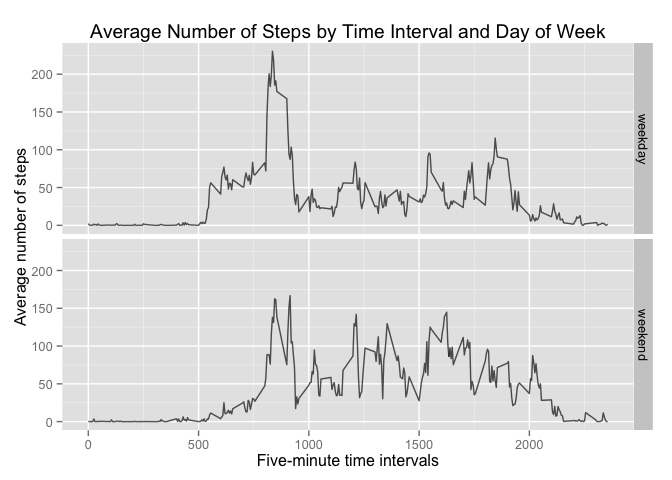 Average Number of Steps by Time Interval and Day of Week
Average number of steps
200
150
100
50
0
weekday
200
150
100
50
0
weekend
0 500 1000 1500 2000
Five-minute time intervals